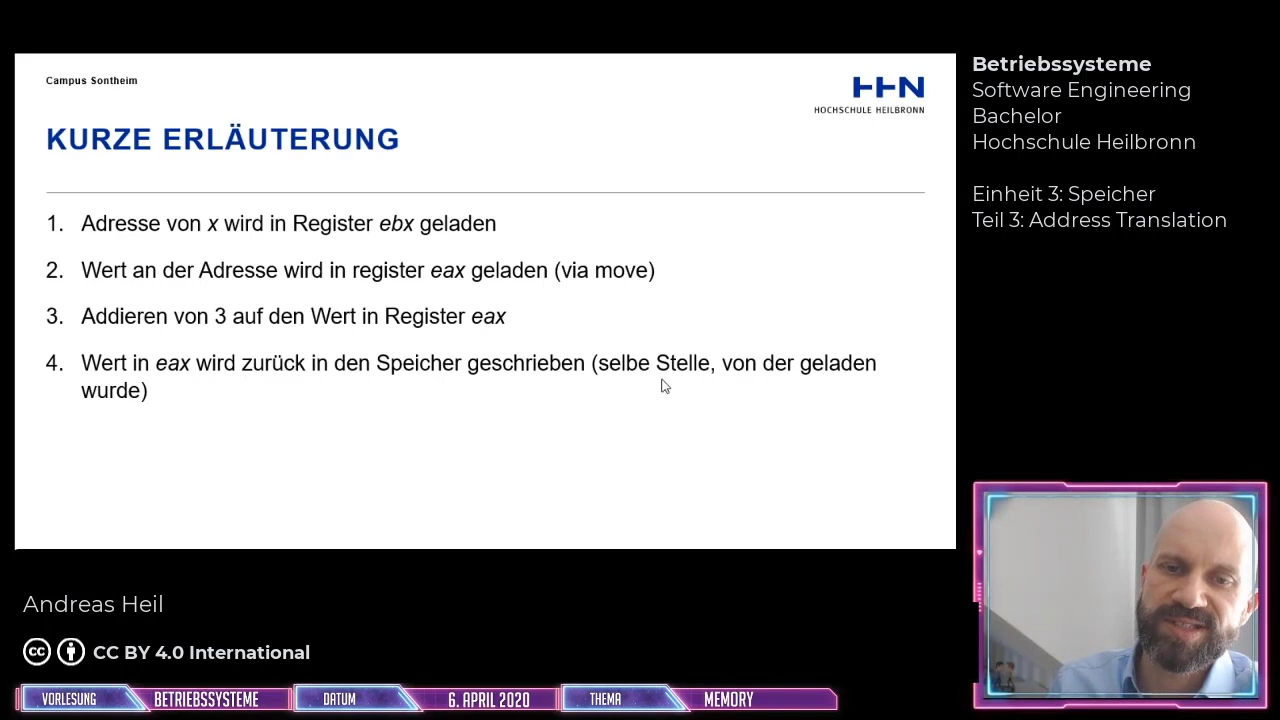 Campus Sontheim
HHN
HOCHSCHULE HEILBRONN
KURZE ERLÄUTERUNG
1. Adresse von x wird in Register ebx geladen
2. Wert an der Adresse wird in register eax geladen (via move)
3. Addieren von 3 auf den Wert in Register eax
4. Wert in eax wird zurück in den Speicher geschrieben (selbe Stelle, von der geladen
wurde)
Betriebssysteme
Software Engineering
Bachelor
Hochschule Heilbronn
Einheit 3: Speicher
Teil 3: Address Translation
Andreas Heil
cc CC BY 4.0 International
VORLESUNG BETRIEBSSYSTEME DATUM 6. APRIL 2020 THEMA MEMORY